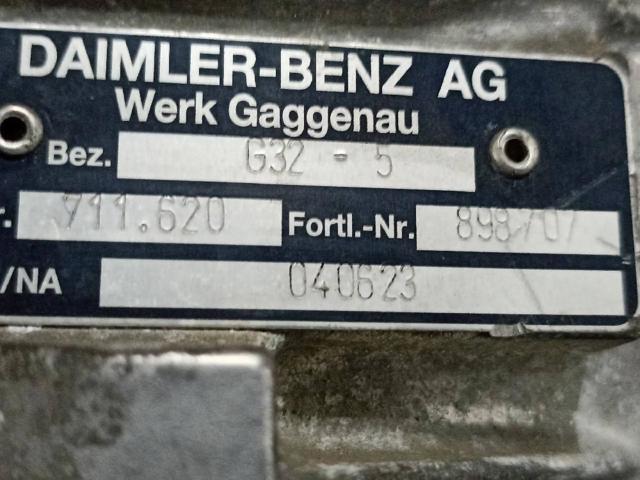 DAIMLER-BENZ AG
Werk Gaggenau
Bez. G32 - 5
r. 711.620 Fortl.-Nr. 898707
/NA 040623